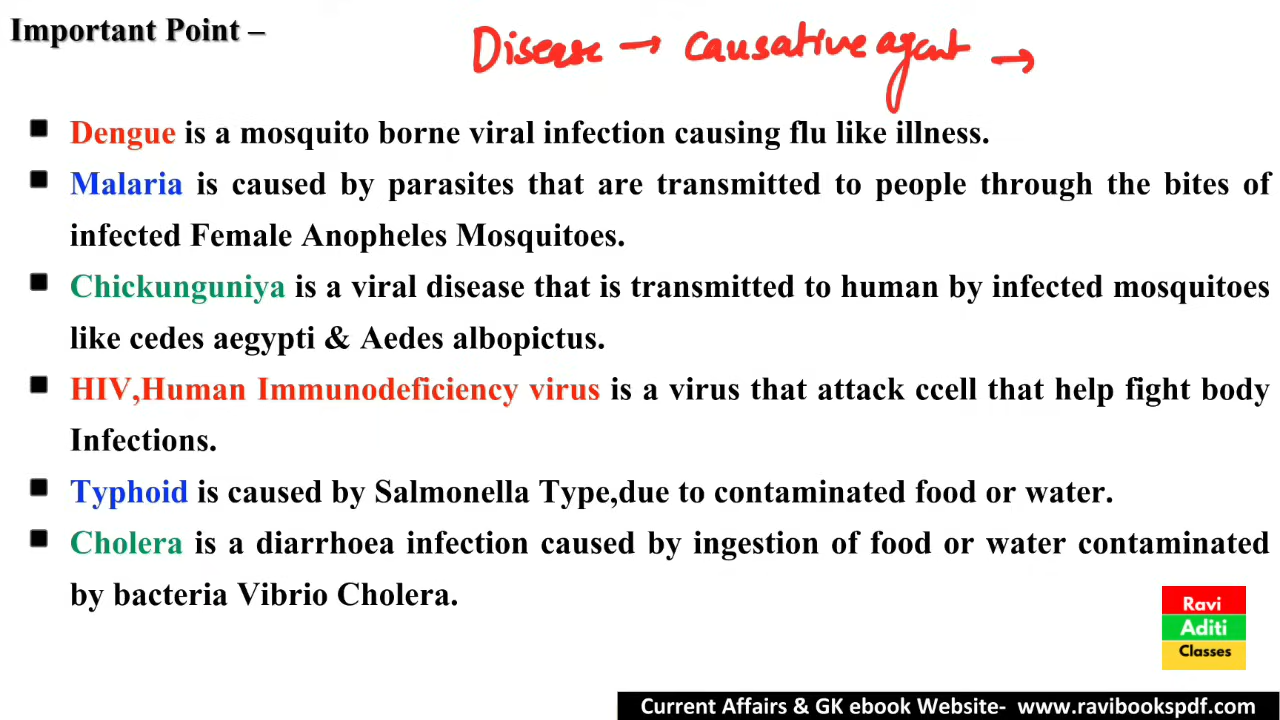 Important Point –
Disease → Causative agent →
▪ Dengue is a mosquito borne viral infection causing flu like illness.
▪ Malaria is caused by parasites that are transmitted to people through the bites of
infected Female Anopheles Mosquitoes.
▪ Chickunguniya is a viral disease that is transmitted to human by infected mosquitoes
like cedes aegypti & Aedes albopictus.
▪ HIV,Human Immunodeficiency virus is a virus that attack ccell that help fight body
Infections.
▪ Typhoid is caused by Salmonella Type,due to contaminated food or water.
▪ Cholera is a diarrhoea infection caused by ingestion of food or water contaminated
by bacteria Vibrio Cholera.
Ravi
Aditi
Classes
Current Affairs & GK ebook Website- www.ravibookspdf.com